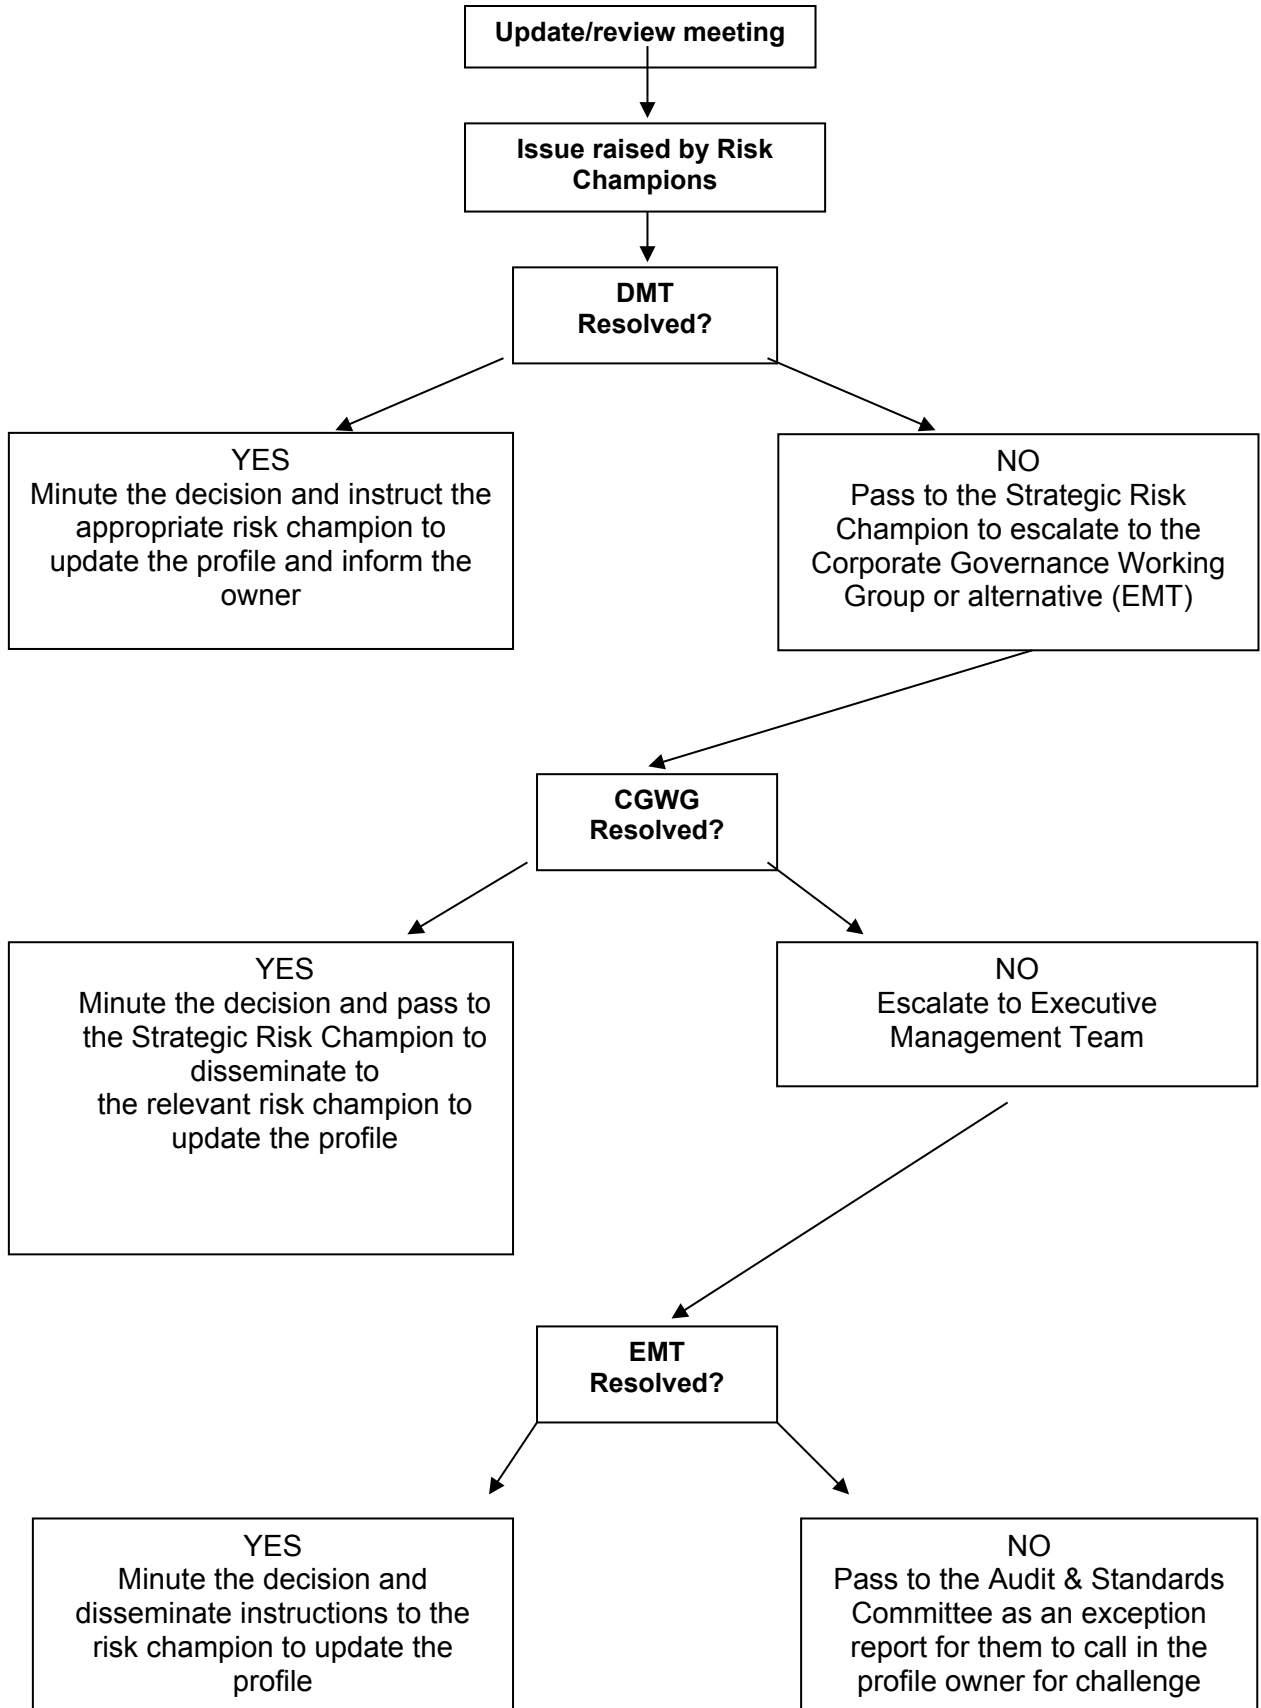 Update/review meeting
Issue raised by Risk
Champions
DMT
Resolved?
YES
Minute the decision and instruct the
appropriate risk champion to
update the profile and inform the
owner
NO
Pass to the Strategic Risk
Champion to escalate to the
Corporate Governance Working
Group or alternative (EMT)
CGWG
Resolved?
YES
Minute the decision and pass to
the Strategic Risk Champion to
disseminate to
the relevant risk champion to
update the profile
NO
Escalate to Executive
Management Team
EMT
Resolved?
YES
Minute the decision and
disseminate instructions to the
risk champion to update the
profile
NO
Pass to the Audit & Standards
Committee as an exception
report for them to call in the
profile owner for challenge